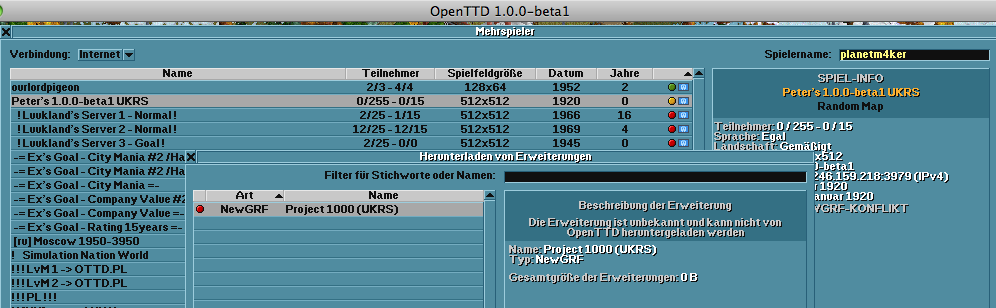 OpenTTD 1.0.0-beta1
Mehrspieler
Verbindung: Internet
Spielername: planetm4ker
Name Teilnehmer Spielfeldgröße Datum Jahre
ourlordpigeon 2/3 - 4/4 128x64 1952 2
Peter's 1.0.0-beta1 UKRS 0/255 - 0/15 512x512 1920 0
! Luukland's Server 1 - Normal ! 2/25 - 1/15 512x512 1966 16
! Luukland's Server 2 - Normal ! 12/25 - 12/15 512x512 1969 4
! Luukland's Server 3 - Goal ! 2/25 - 0/0 512x512 1945 0
-= Ex's Goal - City Mania #2 /Ha
-= Ex's Goal - City Mania #2 /Ha
-= Ex's Goal - City Mania =-
-= Ex's Goal - Company Value #2
-= Ex's Goal - Company Value =-
-= Ex's Goal - Rating 15years =-
[ru] Moscow 1950-3950
! Simulation Nation World
!!! LvM 1 -> OTTD.PL
!!! LvM 2 -> OTTD.PL
!!! PL !!!
SPIEL-INFO
Peter's 1.0.0-beta1 UKRS
Random Map
Teilnehmer: 0 / 255 - 0 / 15
Sprache: Egal
Landschaft: Gemäßigt
x512
-beta1
246.159.218:3979 (IPv4)
r 1920
anuar 1920
WGRF-KONFLIKT
Herunterladen von Erweiterungen
Filter für Stichworte oder Namen:
Art Name
NewGRF Project 1000 (UKRS)
Beschreibung der Erweiterung
Die Erweiterung ist unbekannt und kann nicht von
OpenTTD heruntergeladen werden
Name: Project 1000 (UKRS)
Typ: NewGRF
Gesamtgröße der Erweiterungen: 0 B